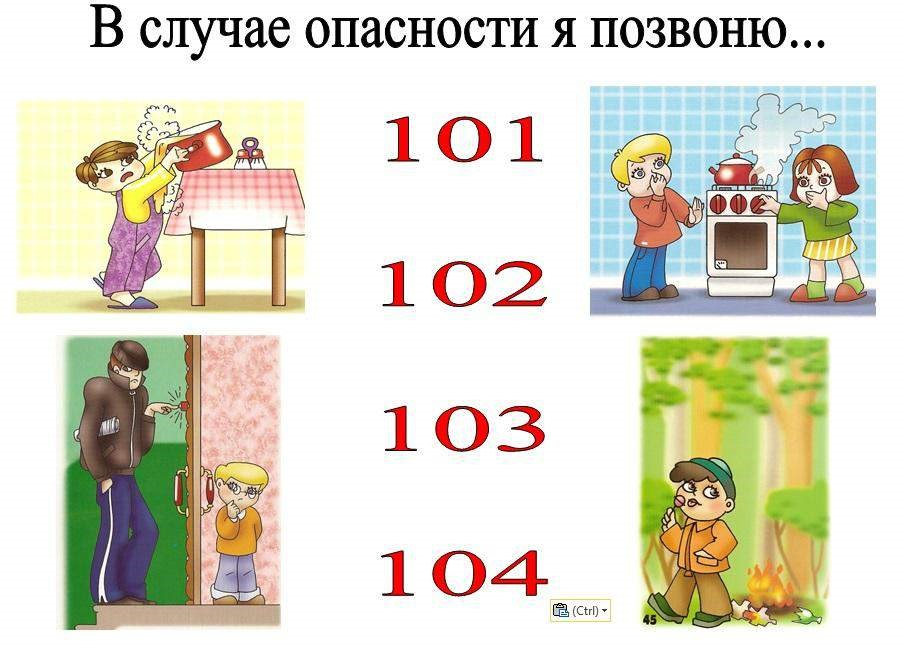 В случае опасности я позвоню...
101
102
103
104
(Ctrl)
45